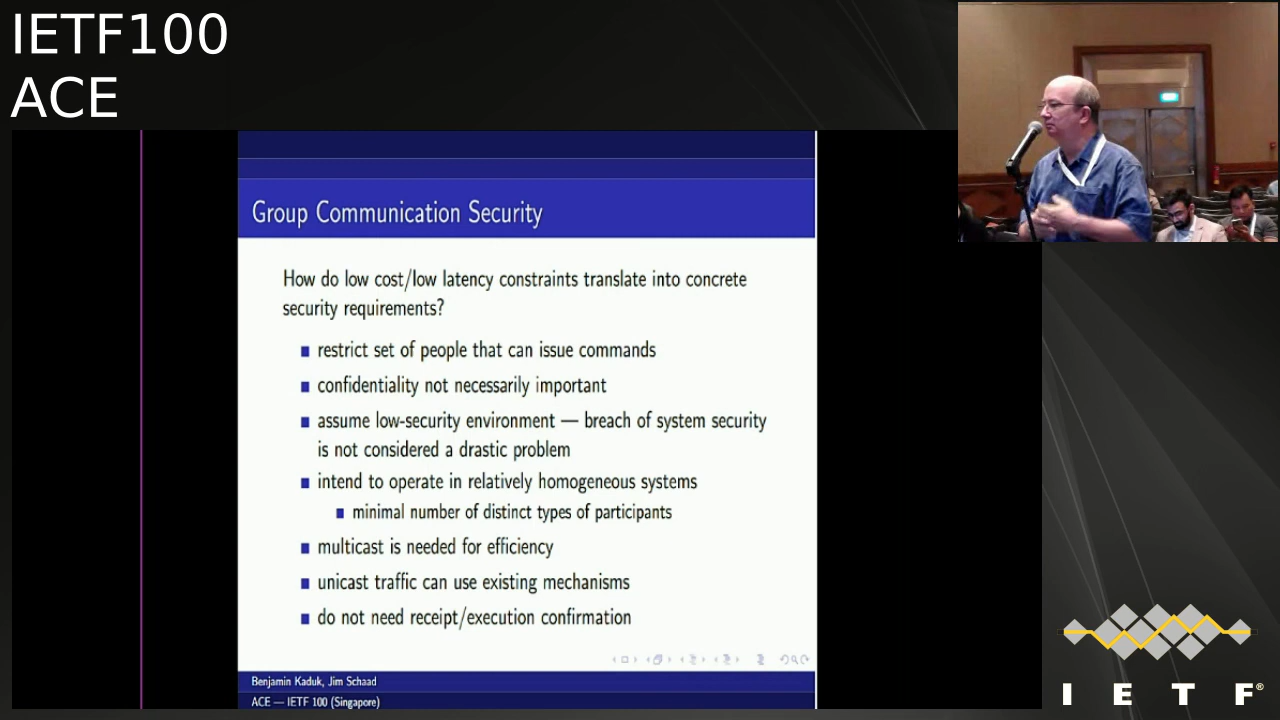 IETF100
ACE
Group Communication Security
How do low cost/low latency constraints translate into concrete
security requirements?
restrict set of people that can issue commands
confidentiality not necessarily important
assume low-security environment — breach of system security
is not considered a drastic problem
intend to operate in relatively homogeneous systems
minimal number of distinct types of participants
multicast is needed for efficiency
unicast traffic can use existing mechanisms
do not need receipt/execution confirmation
Benjamin Kaduk, Jim Schaad
ACE — IETF 100 (Singapore)
I E T F®